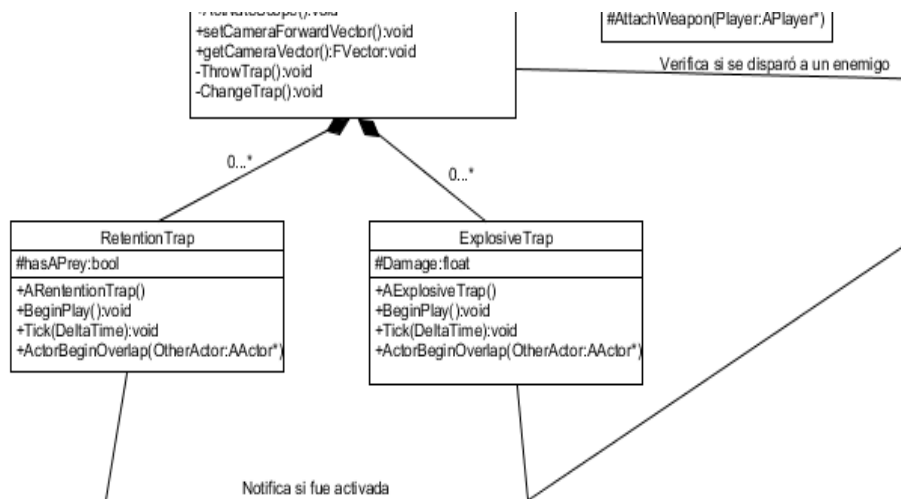 +setCameraForwardVector():void
+getCameraVector():FVector:void
-ThrowTrap():void
-ChangeTrap():void
#AttachWeapon(Player:APlayer*)
Verifica si se disparó a un enemigo
0...*
0...*
RetentionTrap
#hasAPrey:bool
+ARententionTrap()
+BeginPlay():void
+Tick(DeltaTime):void
+ActorBeginOverlap(OtherActor:AActor*)
ExplosiveTrap
#Damage:float
+AExplosiveTrap()
+BeginPlay():void
+Tick(DeltaTime):void
+ActorBeginOverlap(OtherActor:AActor*)
Notifica si fue activada